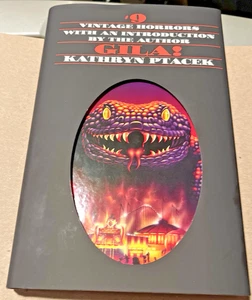 9
VINTAGE HORRORS
WITH AN INTRODUCTION
BY THE AUTHOR
GILA!
KATHRYN PTACEK